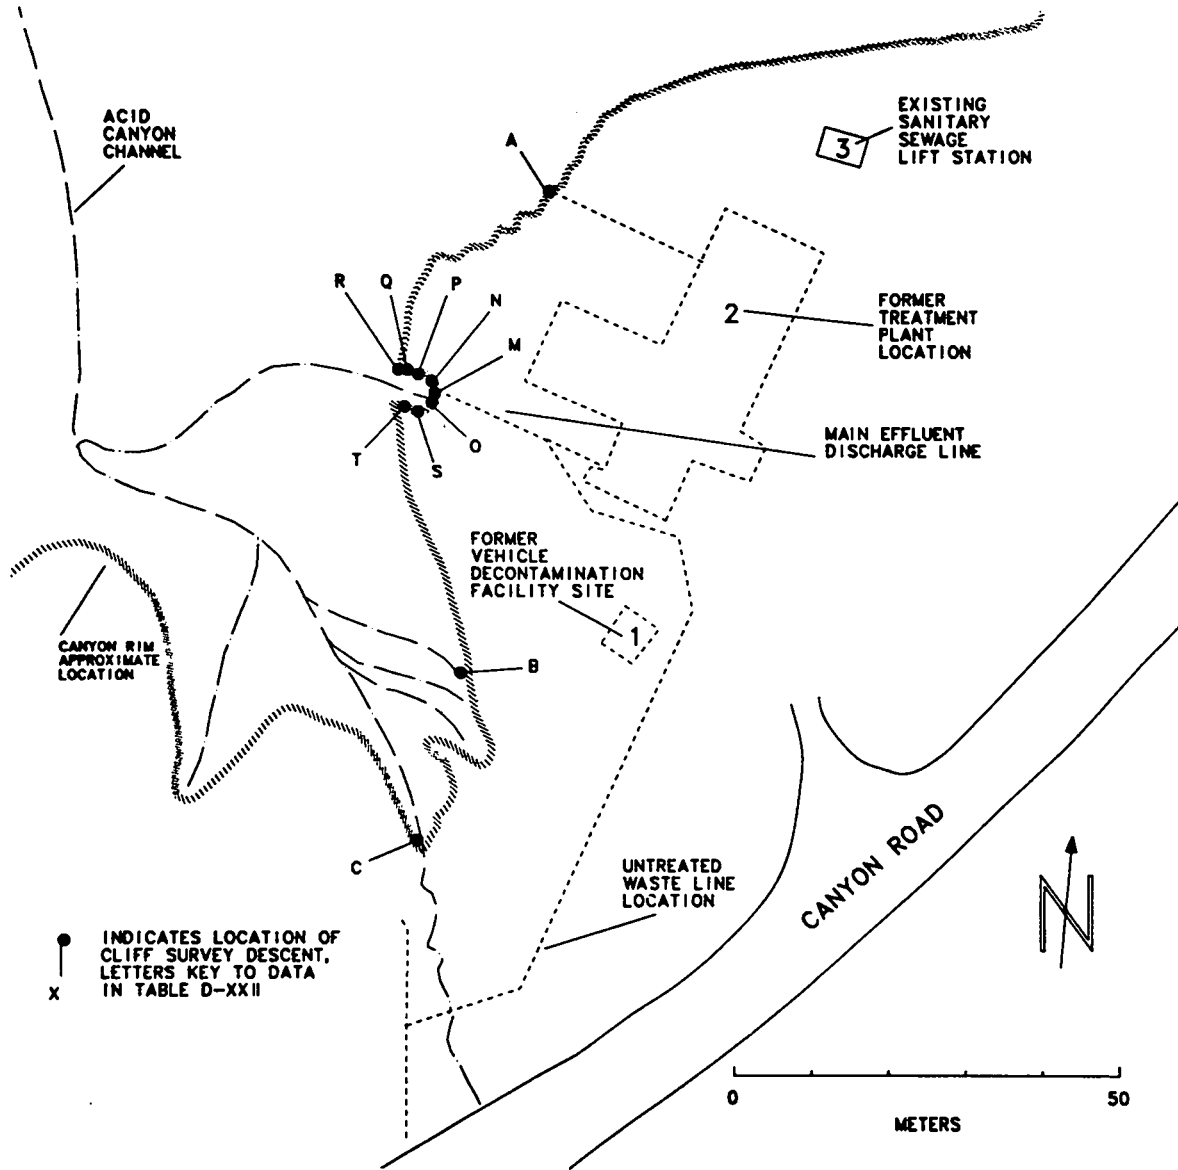 ACID
CANYON
CHANNEL
A
3
EXISTING
SANITARY
SEWAGE
LIFT STATION
R
Q
P
N
M
2
FORMER
TREATMENT
PLANT
LOCATION
T
S
O
MAIN EFFLUENT
DISCHARGE LINE
FORMER
VEHICLE
DECONTAMINATION
FACILITY SITE
1
CANYON RIM
APPROXIMATE
LOCATION
B
C
UNTREATED
WASTE LINE
LOCATION
CANYON ROAD
N
INDICATES LOCATION OF
CLIFF SURVEY DESCENT,
LETTERS KEY TO DATA
IN TABLE D-XXII
X
0
50
METERS